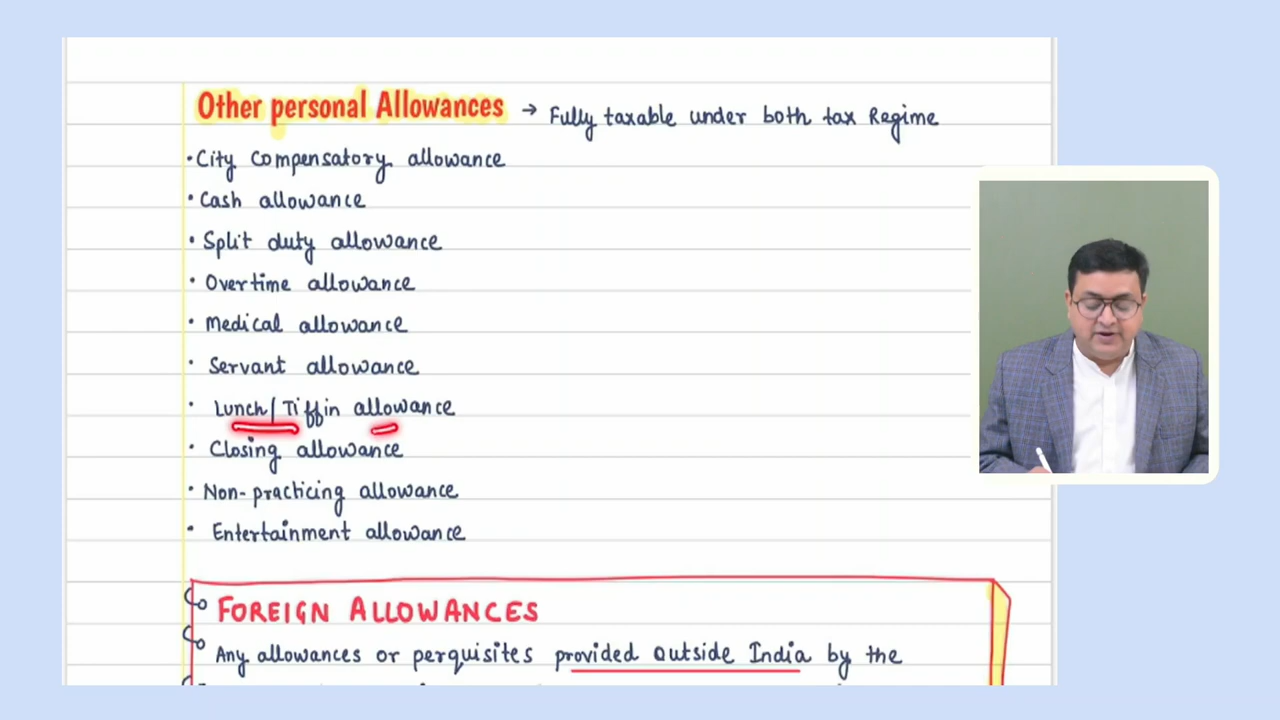 Other personal Allowances → Fully taxable under both tax Regime
• City Compensatory allowance
• Cash allowance
• Split duty allowance
• Overtime allowance
• Medical allowance
• Servant allowance
• Lunch/Tiffin allowance
• Closing allowance
• Non-practicing allowance
• Entertainment allowance
FOREIGN ALLOWANCES
Any allowances or perquisites provided Outside India by the